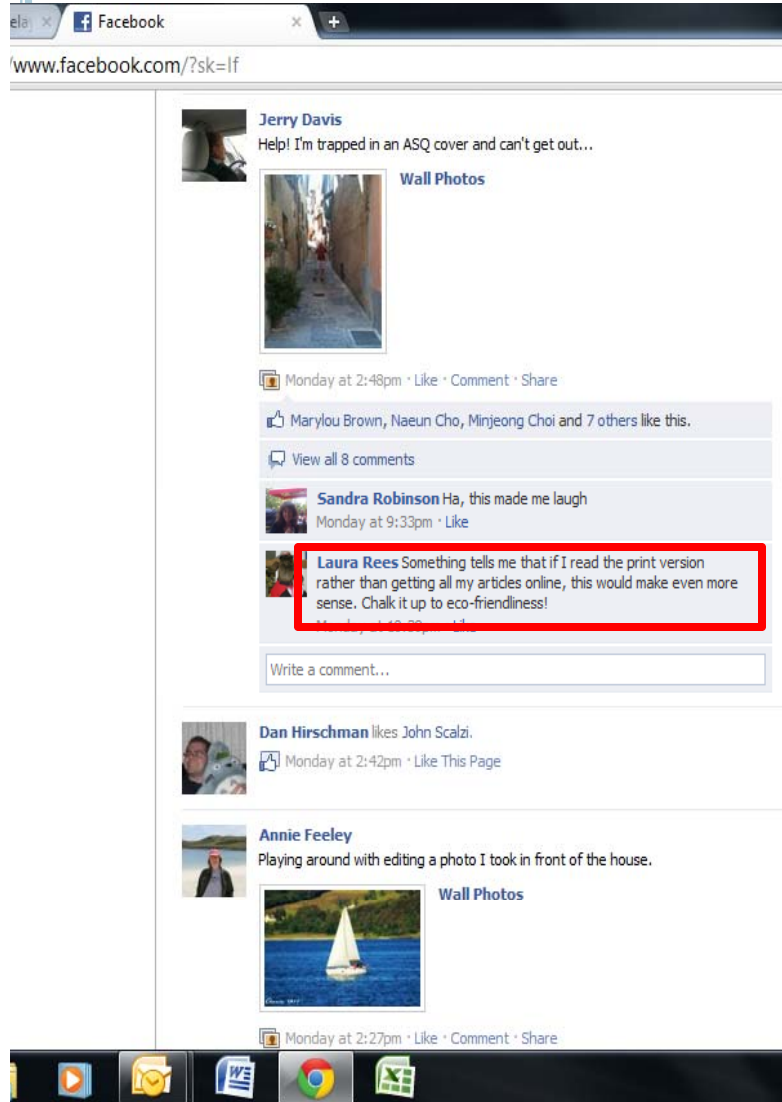 Facebook
www.facebook.com/?sk=lf
Jerry Davis
Help! I'm trapped in an ASQ cover and can't get out...
Wall Photos
Monday at 2:48pm · Like · Comment · Share
Marylou Brown, Naeun Cho, Minjeong Choi and 7 others like this.
View all 8 comments
Sandra Robinson Ha, this made me laugh
Monday at 9:33pm · Like
Laura Rees Something tells me that if I read the print version
rather than getting all my articles online, this would make even more
sense. Chalk it up to eco-friendliness!
Monday at
Write a comment...
Dan Hirschman likes John Scalzi.
Monday at 2:42pm · Like This Page
Annie Feeley
Playing around with editing a photo I took in front of the house.
Wall Photos
Monday at 2:27pm · Like · Comment · Share